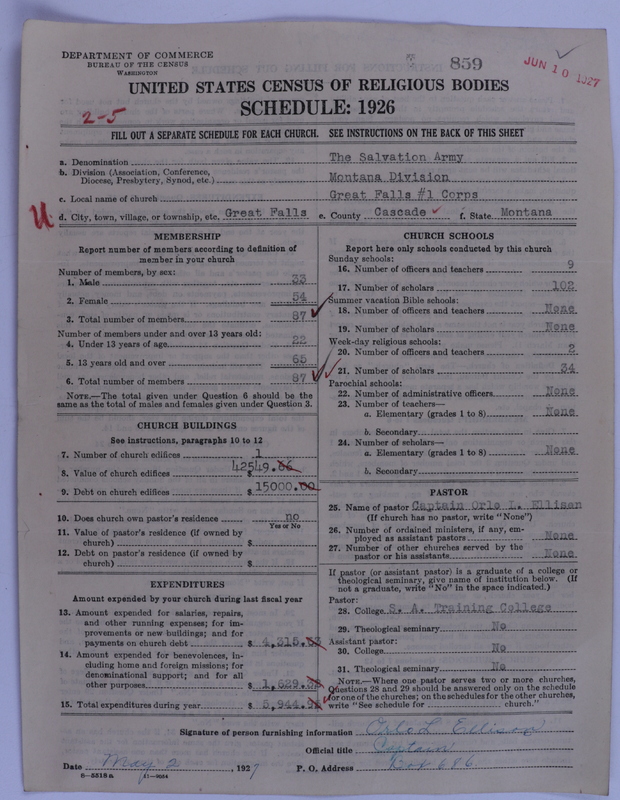 DEPARTMENT OF COMMERCE
BUREAU OF THE CENSUS
WASHINGTON
859
JUN 10 1927
UNITED STATES CENSUS OF RELIGIOUS BODIES
SCHEDULE: 1926
2-5
FILL OUT A SEPARATE SCHEDULE FOR EACH CHURCH. SEE INSTRUCTIONS ON THE BACK OF THIS SHEET
a. Denomination The Salvation Army
b. Division (Association, Conference, Diocese, Presbytery, Synod, etc.) Montana Division
c. Local name of church Great Falls #1 Corps
d. City, town, village, or township, etc. Great Falls e. County Cascade f. State Montana
MEMBERSHIP
Report number of members according to definition of
member in your church
Number of members, by sex:
1. Male 33
2. Female 54
3. Total number of members 87
Number of members under and over 13 years old:
4. Under 13 years of age 22
5. 13 years old and over 65
6. Total number of members 87
NOTE.—The total given under Question 6 should be
same as the total of males and females given under Question 3.
CHURCH BUILDINGS
See instructions, paragraphs 10 to 12
7. Number of church edifices 1
8. Value of church edifices $ 42549.
9. Debt on church edifices $ 15000.00
10. Does church own pastor's residence no
Yes or No
11. Value of pastor's residence (if owned by
church) $
12. Debt on pastor's residence (if owned by
church) $
EXPENDITURES
Amount expended by your church during last fiscal year
13. Amount expended for salaries, repairs,
and other running expenses; for im-
provements or new buildings; and for
payments on church debt $ 4,315.
14. Amount expended for benevolences, in-
cluding home and foreign missions; for
denominational support; and for all
other purposes $ 1,629.
15. Total expenditures during year $ 5,944.
CHURCH SCHOOLS
Report here only schools conducted by this church
Sunday schools:
16. Number of officers and teachers 9
17. Number of scholars 102
Summer vacation Bible schools:
18. Number of officers and teachers None
19. Number of scholars None
Week-day religious schools:
20. Number of officers and teachers 2
21. Number of scholars 34
Parochial schools:
22. Number of administrative officers None
23. Number of teachers—
a. Elementary (grades 1 to 8) None
b. Secondary
24. Number of scholars—
a. Elementary (grades 1 to 8) None
b. Secondary
PASTOR
25. Name of pastor Captain Orlo L. Ellison
(If church has no pastor, write "None")
26. Number of ordained ministers, if any, em-
ployed as assistant pastors None
27. Number of other churches served by the
pastor or his assistants None
If pastor (or assistant pastor) is a graduate of a college or
theological seminary, give name of institution below. (If
not a graduate, write "No" in the space indicated.)
Pastor:
28. College S. A. Training College
29. Theological seminary No
Assistant pastor:
30. College No
31. Theological seminary No
NOTE.—Where one pastor serves two or more churches,
Questions 28 and 29 should be answered only on the schedule
for one of the churches; on the schedules for the other churches,
write "See schedule for church."
Signature of person furnishing information Orlo L Ellison
Official title Captain
Date May 2, 1927 P. O. Address Box 686